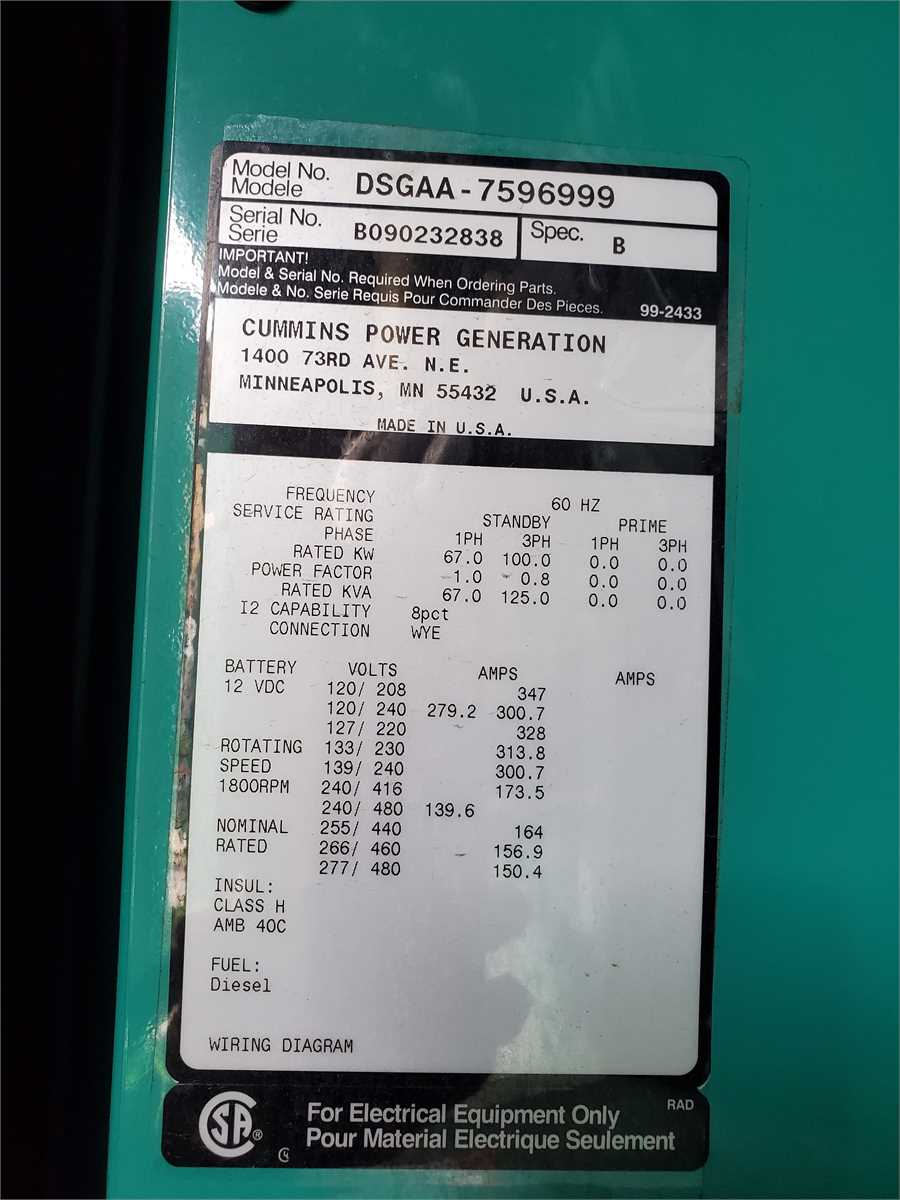 Model No. DSGAA-7596999
Modele
Serial No. B090232838 Spec. B
Serie
IMPORTANT!
Model & Serial No. Required When Ordering Parts.
Modele & No. Serie Requis Pour Commander Des Pieces. 99-2433
CUMMINS POWER GENERATION
1400 73RD AVE. N.E.
MINNEAPOLIS, MN 55432 U.S.A.
MADE IN U.S.A.
FREQUENCY 60 HZ
SERVICE RATING STANDBY PRIME
PHASE 1PH 3PH 1PH 3PH
RATED KW 67.0 100.0 0.0 0.0
POWER FACTOR 1.0 0.8 0.0 0.0
RATED KVA 67.0 125.0 0.0 0.0
I2 CAPABILITY 8pct
CONNECTION WYE
BATTERY VOLTS AMPS AMPS
12 VDC 120/ 208 347
120/ 240 279.2 300.7
127/ 220 328
ROTATING 133/ 230 313.8
SPEED 139/ 240 300.7
1800RPM 240/ 416 173.5
240/ 480 139.6
NOMINAL 255/ 440 164
RATED 266/ 460 156.9
277/ 480 150.4
INSUL:
CLASS H
AMB 40C
FUEL:
Diesel
WIRING DIAGRAM
RAD
CSA ® For Electrical Equipment Only
Pour Material Electrique Seulement